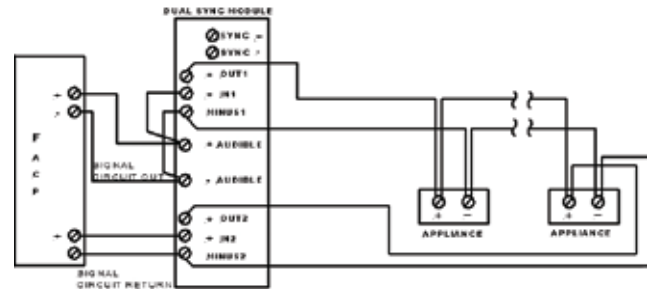 DUAL SYNC MODULE
SYNC +
SYNC -
+ OUT1
+ IN1
MINUS1
+ AUDIBLE
- AUDIBLE
+ OUT2
+ IN2
MINUS2
+
-
F
A
C
P
+
-
SIGNAL
CIRCUIT OUT
SIGNAL
CIRCUIT RETURN
+ -
APPLIANCE
+ -
APPLIANCE